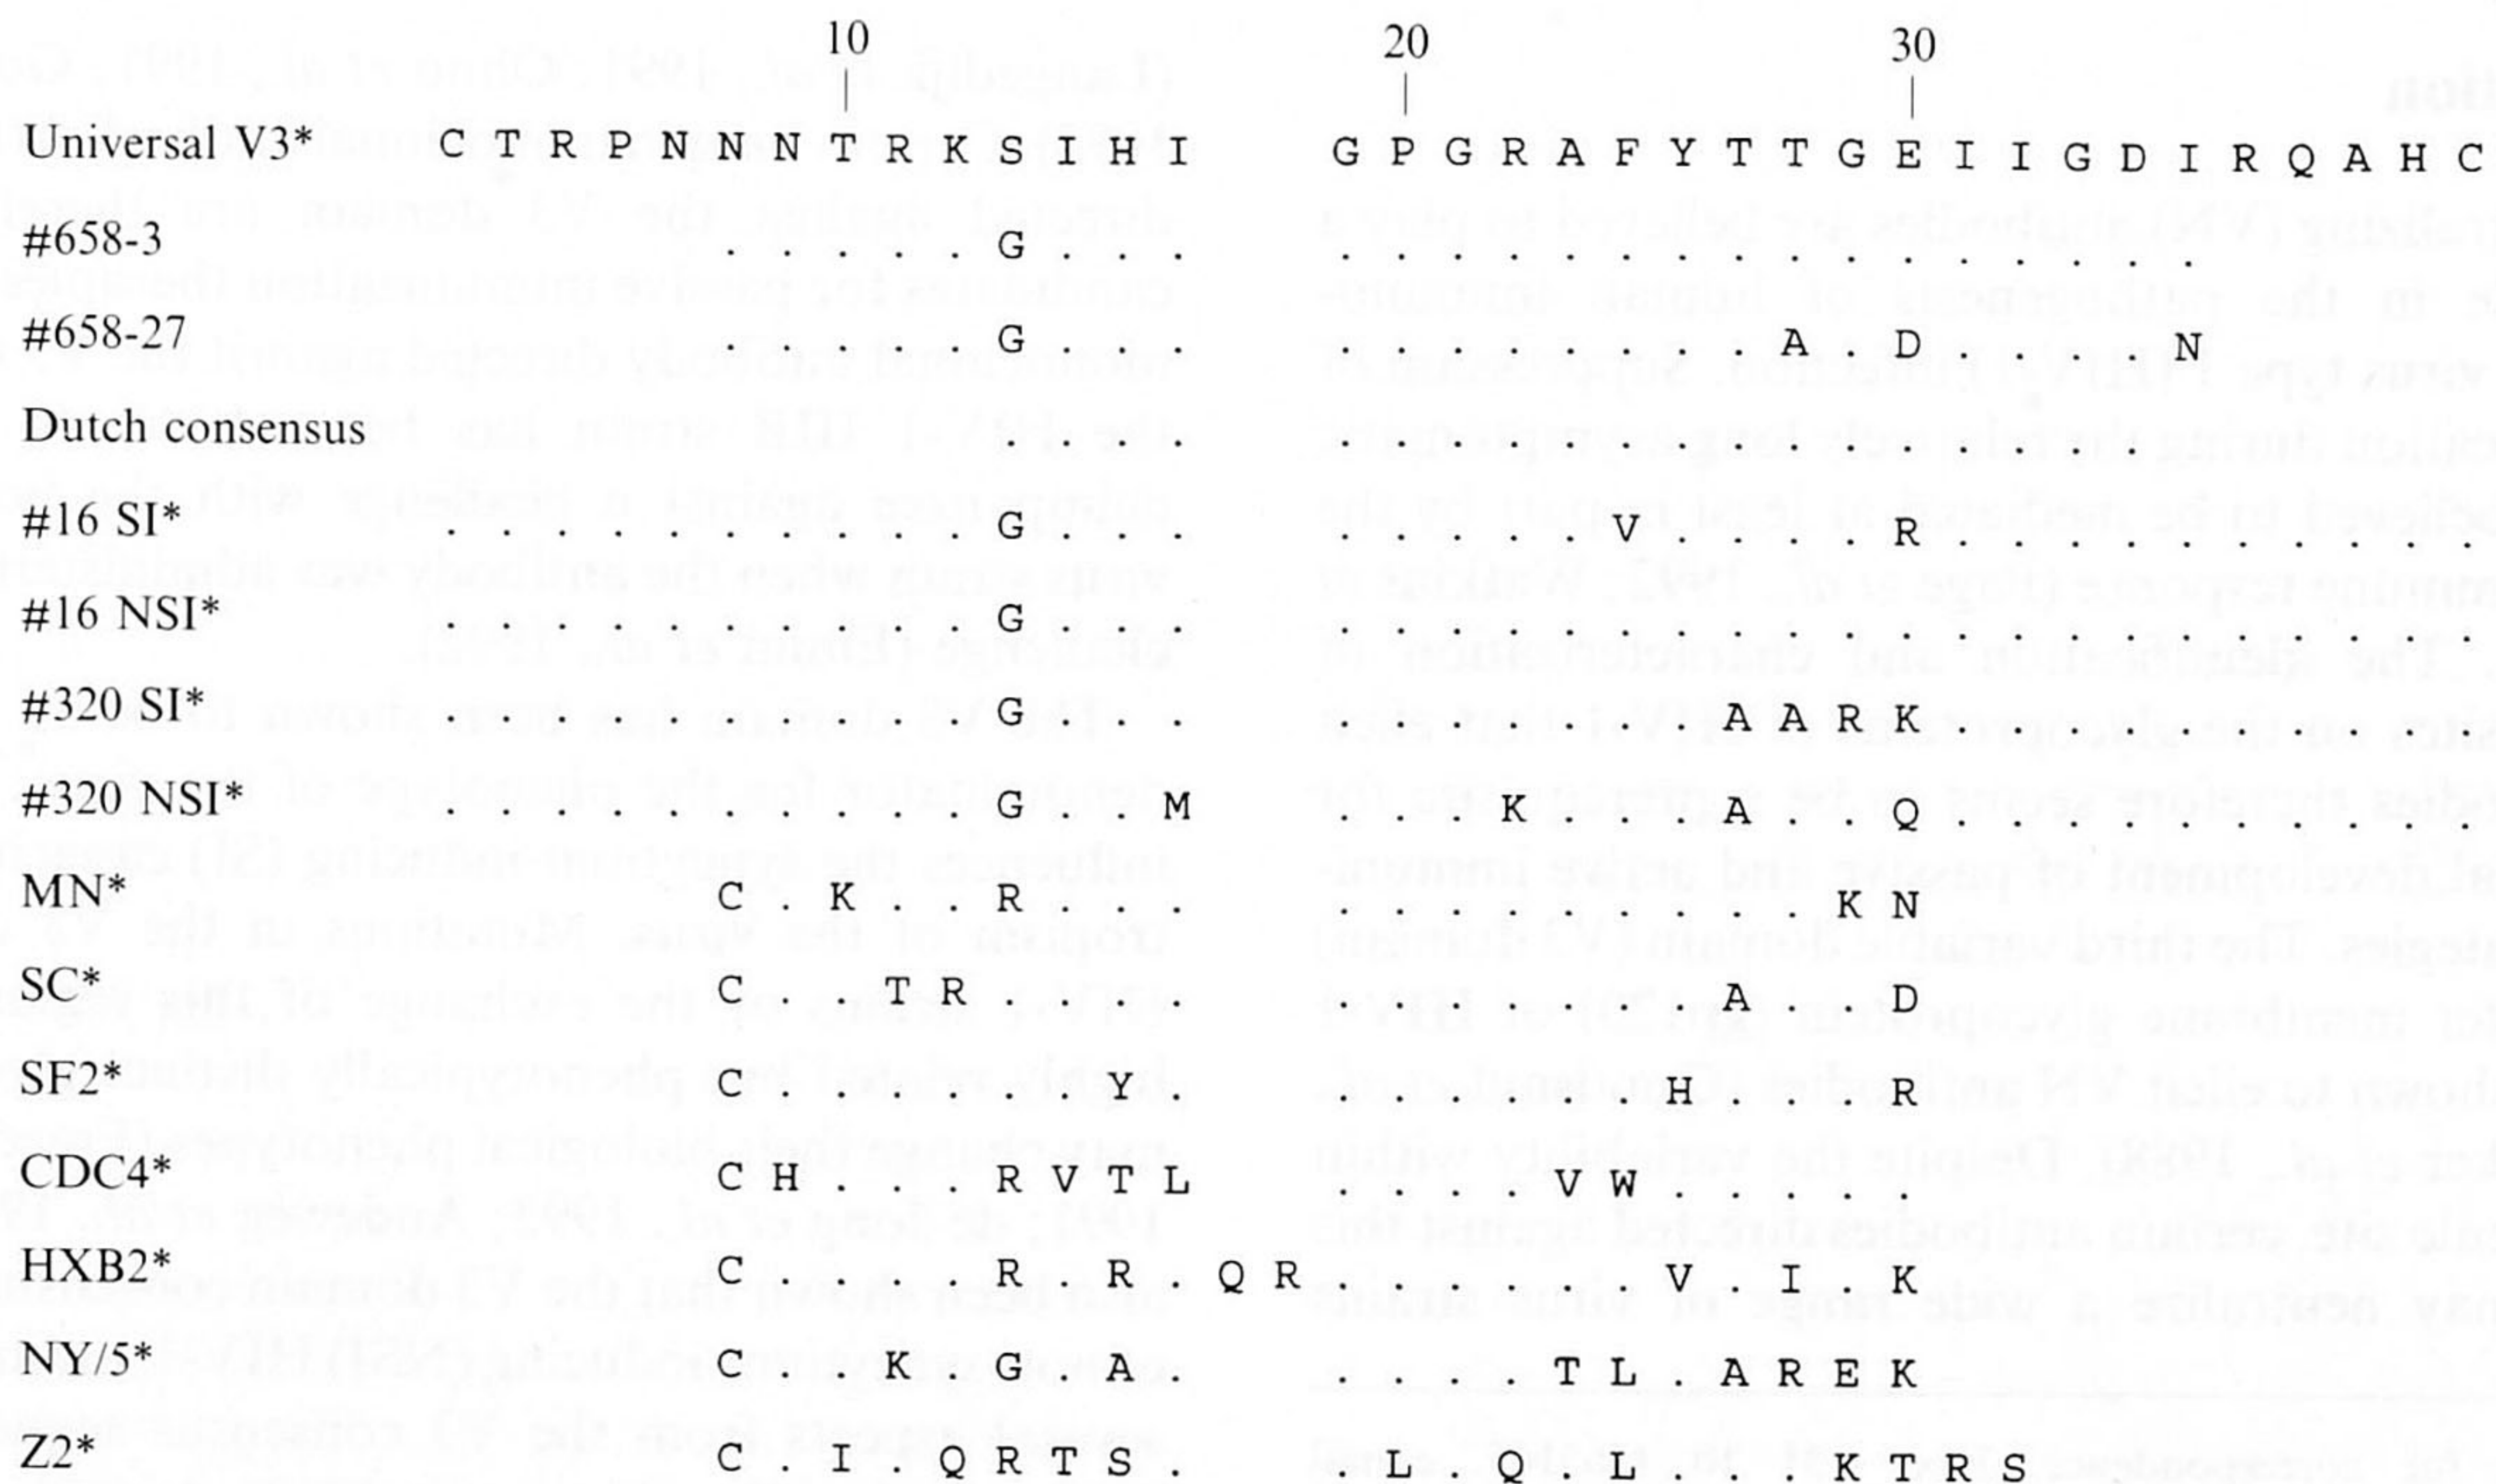 10 20 30
Universal V3* C T R P N N N T R K S I H I G P G R A F Y T T G E I I G D I R Q A H C
#658-3 . . . . . G . . . . . . . . . . . . . . . . . . .
#658-27 . . . . . G . . . . . . . . . . . A . D . . . . N
Dutch consensus . . . . . . . . . . . . . . . . . . . . . . . .
#16 SI* . . . . . . . . . . G . . . . . . . . V . . . . R . . . . . . . . . .
#16 NSI* . . . . . . . . . . G . . . . . . . . . . . . . . . . . . . . . . . .
#320 SI* . . . . . . . . . . G . . . . . . . . . . A A R K . . . . . . . . . .
#320 NSI* . . . . . . . . . . G . . M . . . K . . . A . . Q . . . . . . . . . .
MN* C . K . . R . . . . . . . . . . . . K N
SC* C . . T R . . . . . . . . . . . A . . D
SF2* C . . . . . . Y . . . . . . . H . . . R
CDC4* C H . . . R V T L . . . . V W . . . . .
HXB2* C . . . . R . R . Q R . . . . . . V . I . K
NY/5* C . . K . G . A . . . . . T L . A R E K
Z2* C . I . Q R T S . . L . Q . L . . . K T R S